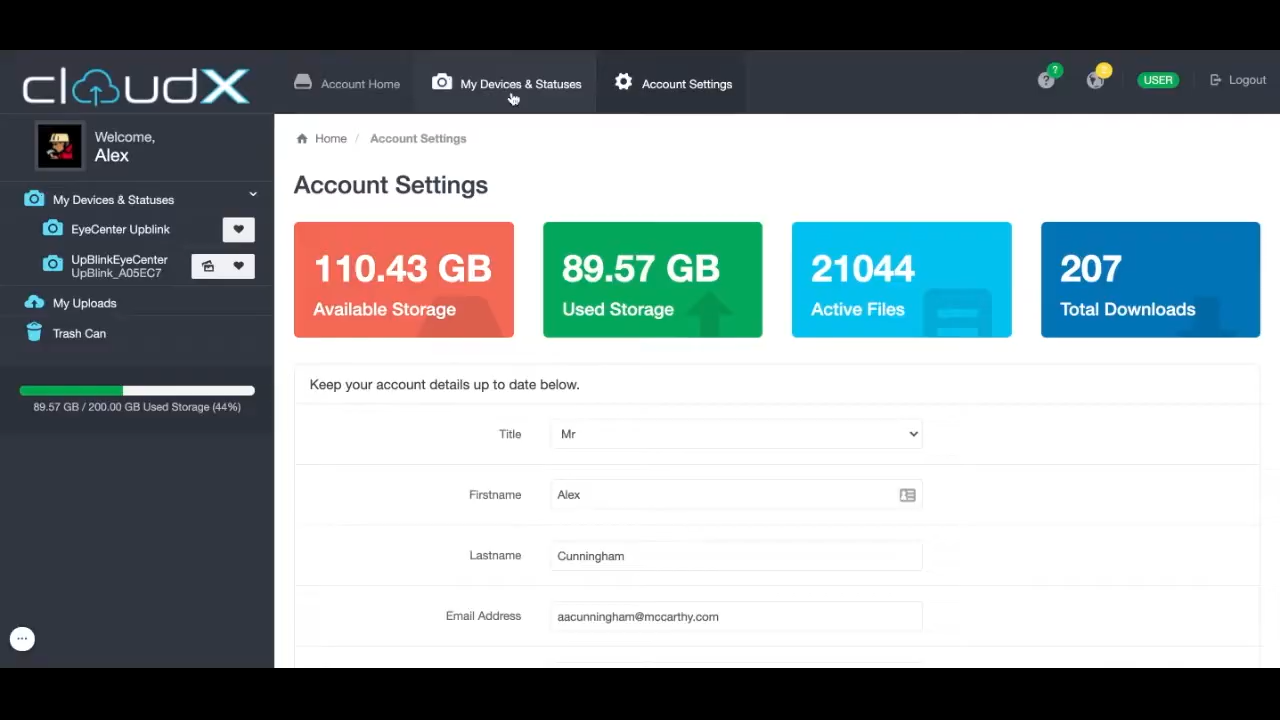 cloudX
Account Home
My Devices & Statuses
Account Settings
?
USER
Logout
Welcome,
Alex
My Devices & Statuses
EyeCenter Upblink
UpBlinkEyeCenter
UpBlink_A05EC7
My Uploads
Trash Can
89.57 GB / 200.00 GB Used Storage (44%)
Home / Account Settings
Account Settings
110.43 GB
Available Storage
89.57 GB
Used Storage
21044
Active Files
207
Total Downloads
Keep your account details up to date below.
Title
Mr
Firstname
Alex
Lastname
Cunningham
Email Address
aacunningham@mccarthy.com